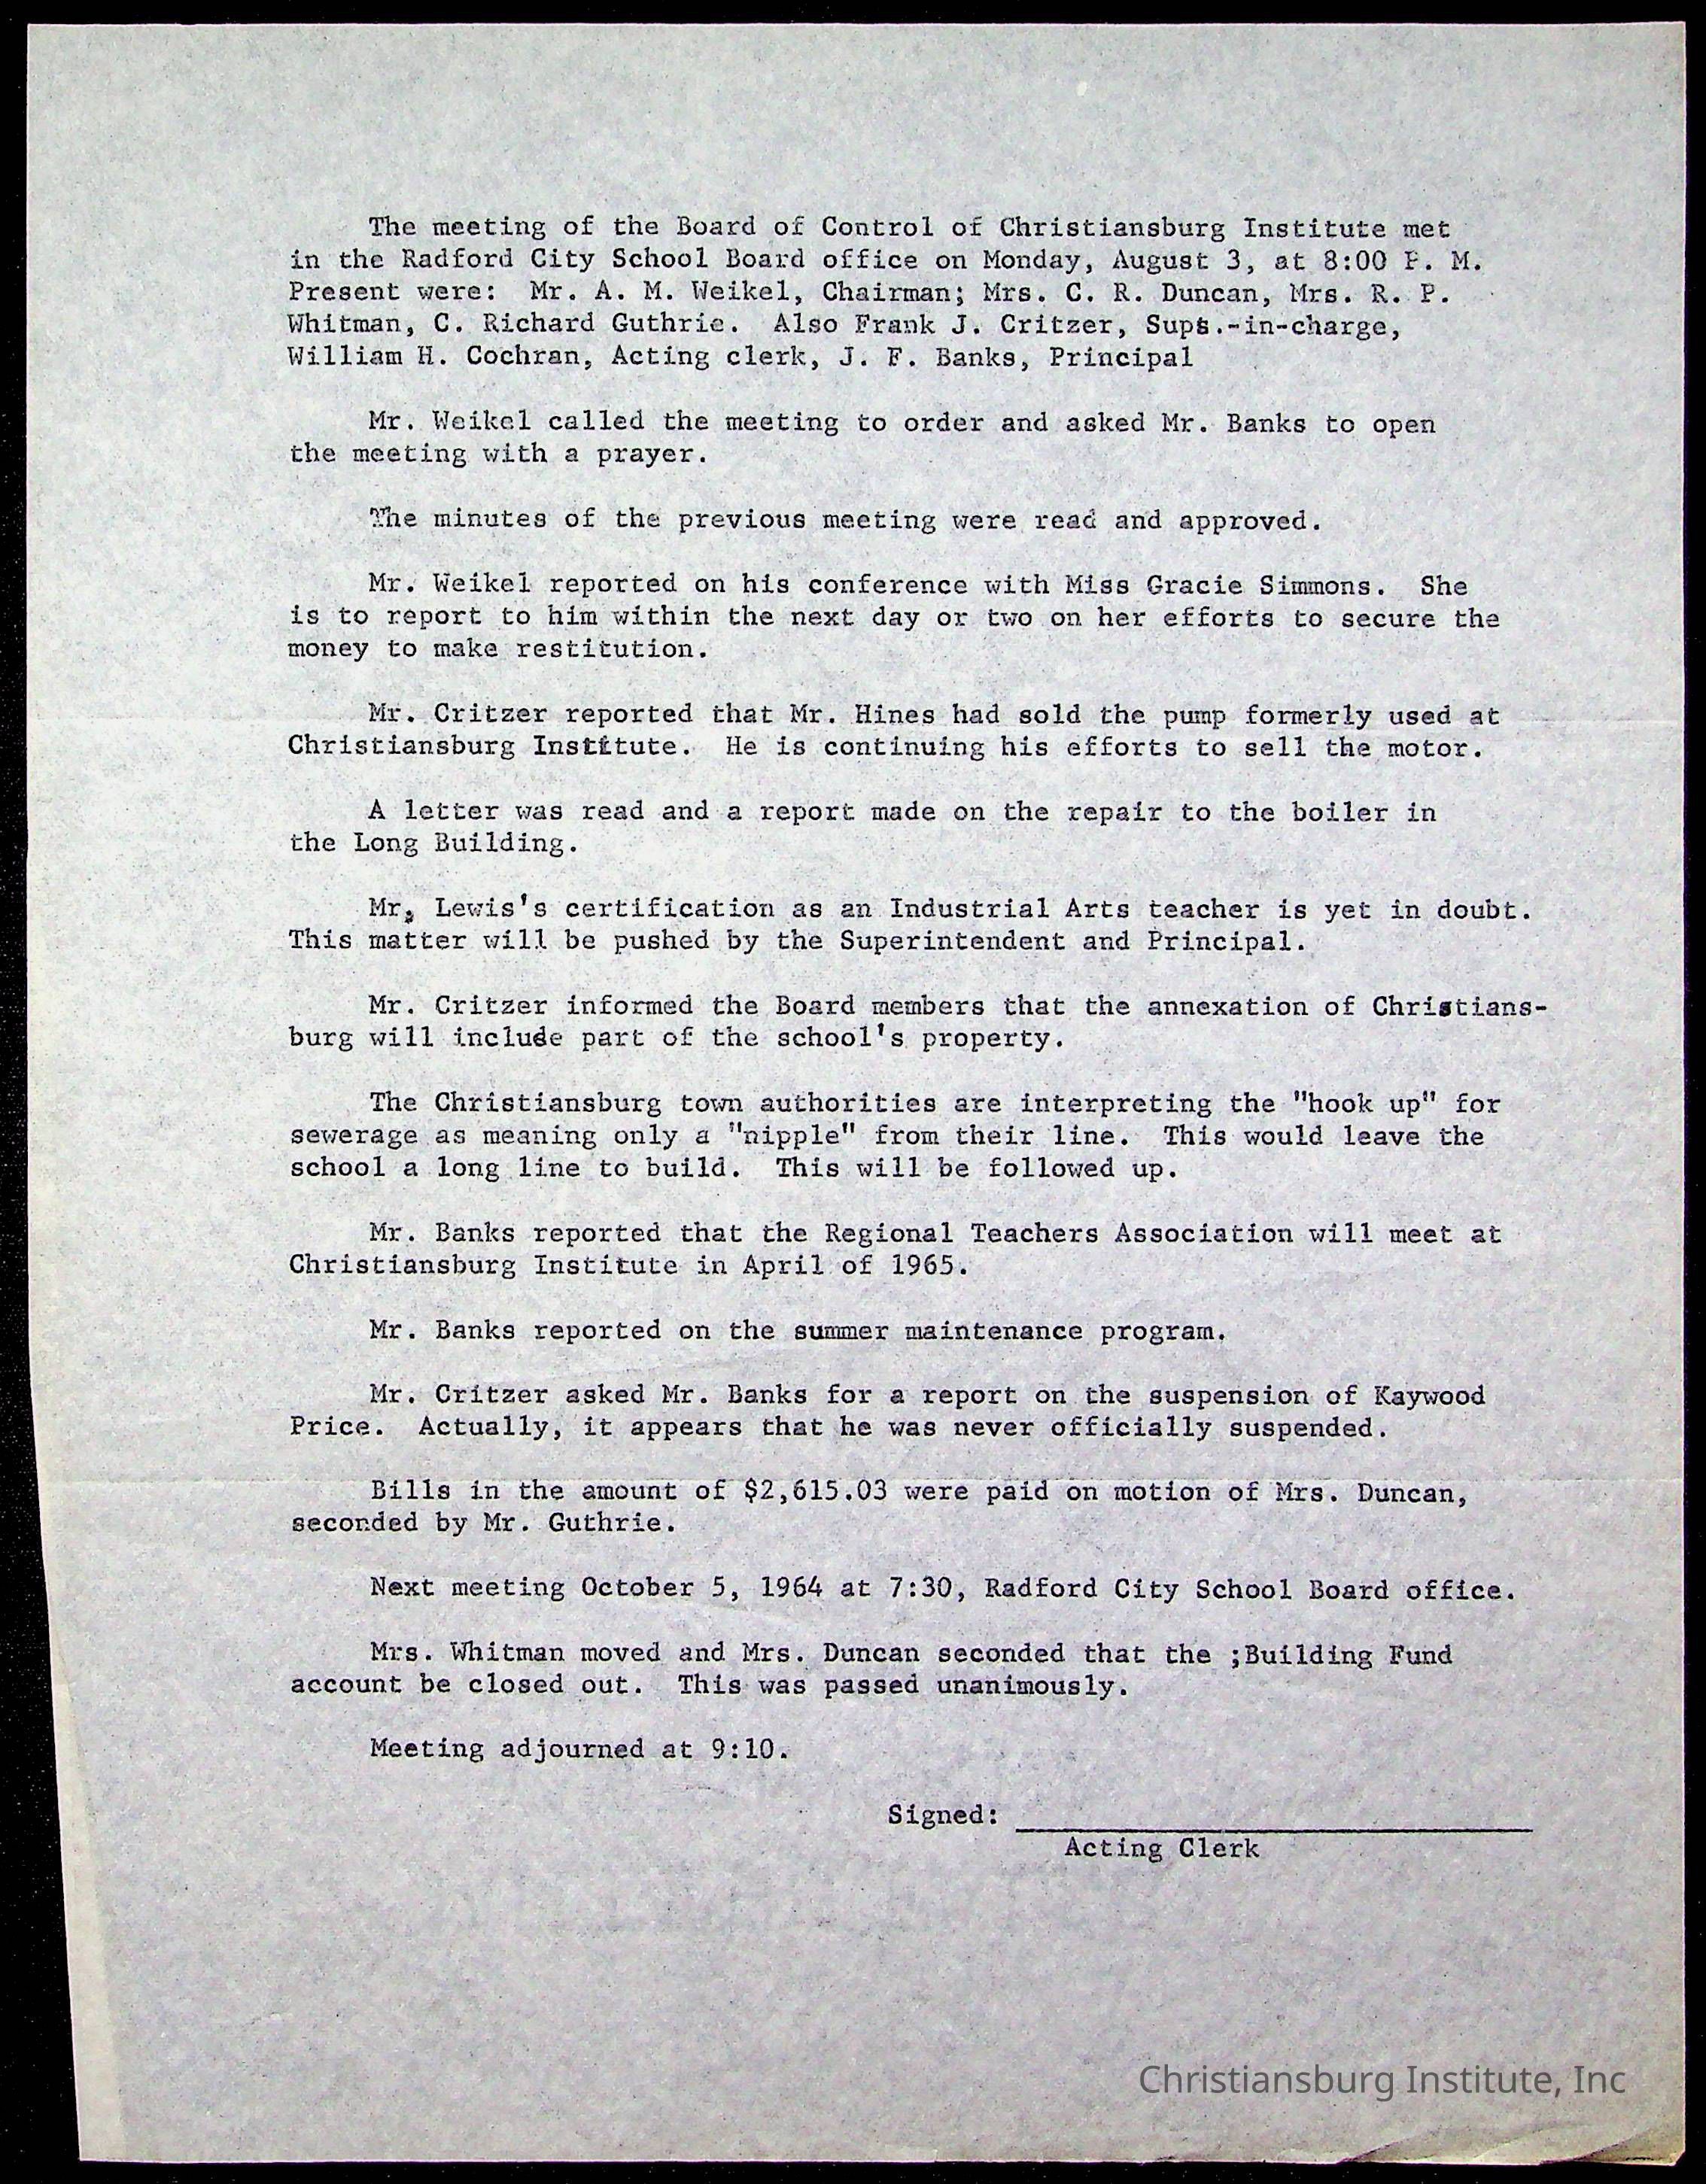 The meeting of the Board of Control of Christiansburg Institute met
in the Radford City School Board office on Monday, August 3, at 8:00 P. M.
Present were:  Mr. A. M. Weikel, Chairman; Mrs. C. R. Duncan, Mrs. R. P.
Whitman, C. Richard Guthrie.  Also Frank J. Critzer, Supt.-in-charge,
William H. Cochran, Acting clerk, J. F. Banks, Principal
Mr. Weikel called the meeting to order and asked Mr. Banks to open
the meeting with a prayer.
The minutes of the previous meeting were read and approved.
Mr. Weikel reported on his conference with Miss Gracie Simmons.  She
is to report to him within the next day or two on her efforts to secure the
money to make restitution.
Mr. Critzer reported that Mr. Hines had sold the pump formerly used at
Christiansburg Institute.  He is continuing his efforts to sell the motor.
A letter was read and a report made on the repair to the boiler in
the Long Building.
Mr. Lewis's certification as an Industrial Arts teacher is yet in doubt.
This matter will be pushed by the Superintendent and Principal.
Mr. Critzer informed the Board members that the annexation of Christians-
burg will include part of the school's property.
The Christiansburg town authorities are interpreting the "hook up" for
sewerage as meaning only a "nipple" from their line.  This would leave the
school a long line to build.  This will be followed up.
Mr. Banks reported that the Regional Teachers Association will meet at
Christiansburg Institute in April of 1965.
Mr. Banks reported on the summer maintenance program.
Mr. Critzer asked Mr. Banks for a report on the suspension of Kaywood
Price.  Actually, it appears that he was never officially suspended.
Bills in the amount of $2,615.03 were paid on motion of Mrs. Duncan,
seconded by Mr. Guthrie.
Next meeting October 5, 1964 at 7:30, Radford City School Board office.
Mrs. Whitman moved and Mrs. Duncan seconded that the ;Building Fund
account be closed out.  This was passed unanimously.
Meeting adjourned at 9:10.
Signed:
Acting Clerk
Christiansburg Institute, Inc